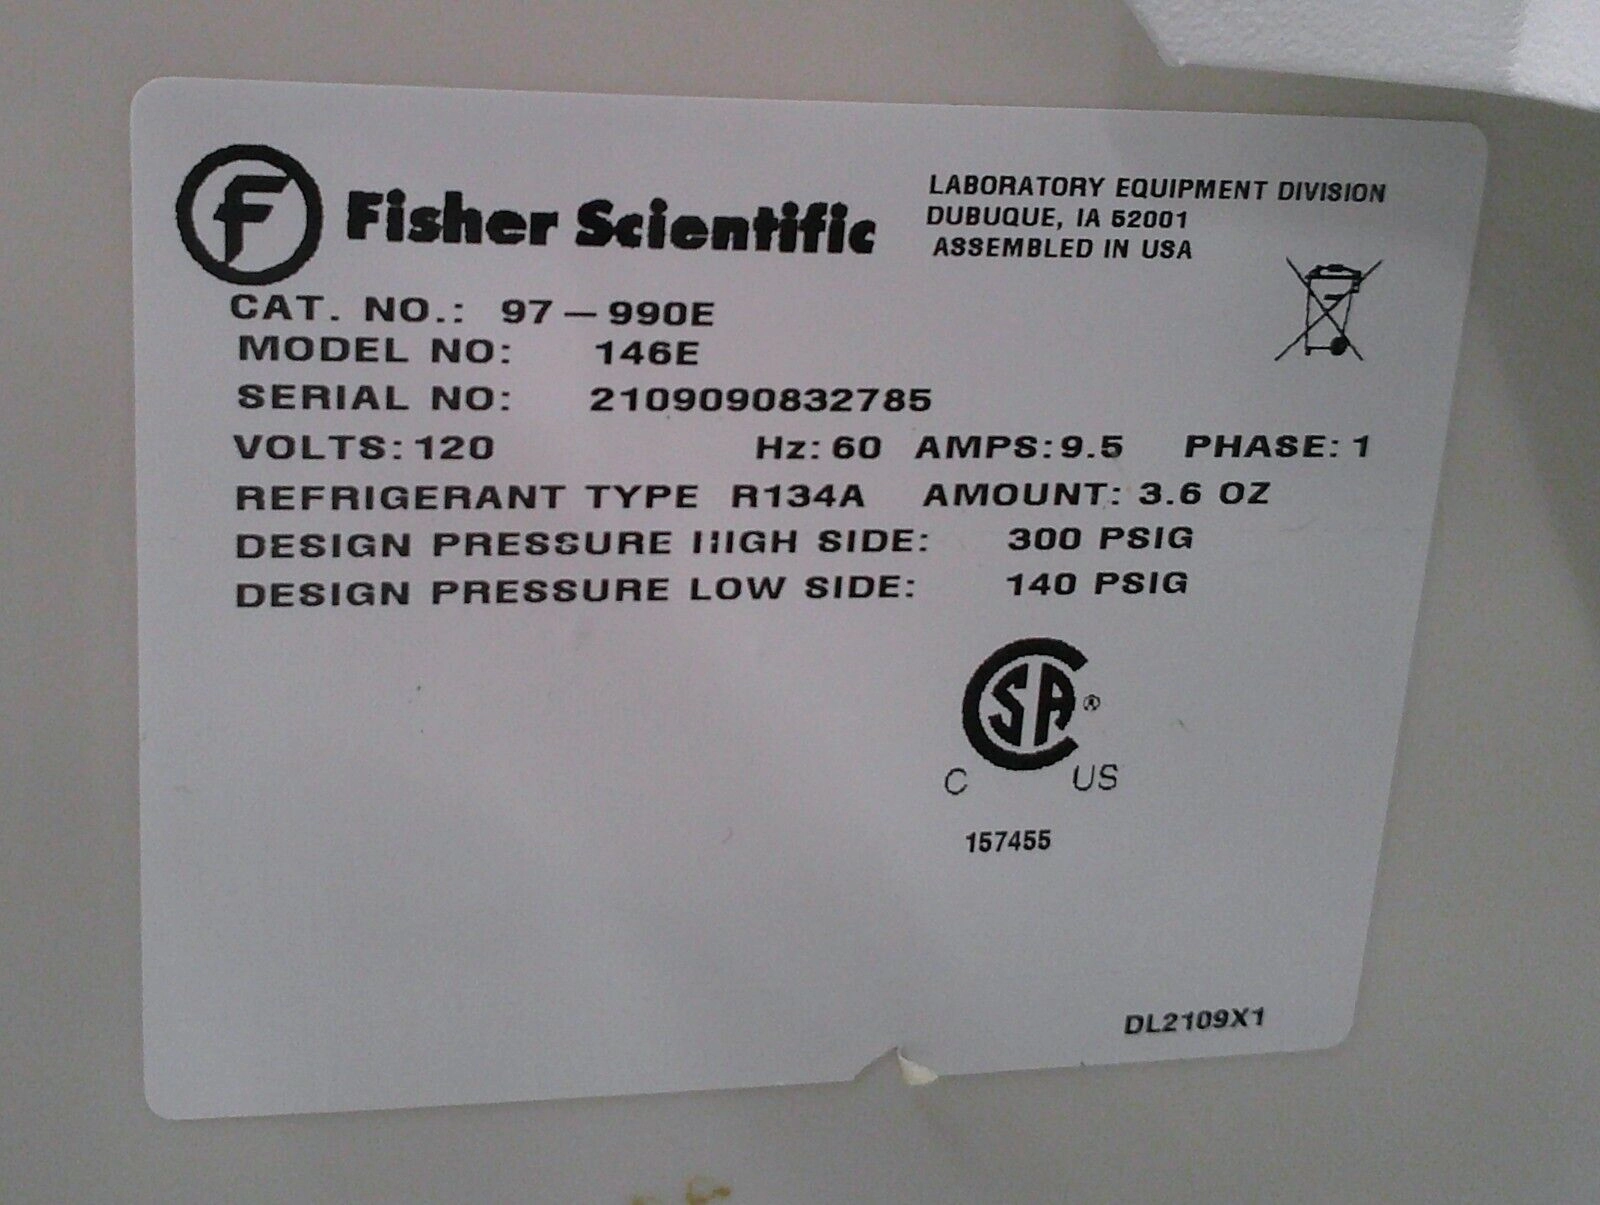 F Fisher Scientific
LABORATORY EQUIPMENT DIVISION
DUBUQUE, IA 52001
ASSEMBLED IN USA
CAT. NO.: 97-990E
MODEL NO: 146E
SERIAL NO: 2109090832785
VOLTS: 120 Hz: 60 AMPS: 9.5 PHASE: 1
REFRIGERANT TYPE R134A AMOUNT: 3.6 OZ
DESIGN PRESSURE HIGH SIDE: 300 PSIG
DESIGN PRESSURE LOW SIDE: 140 PSIG
CSA®
C US
157455
DL2109X1